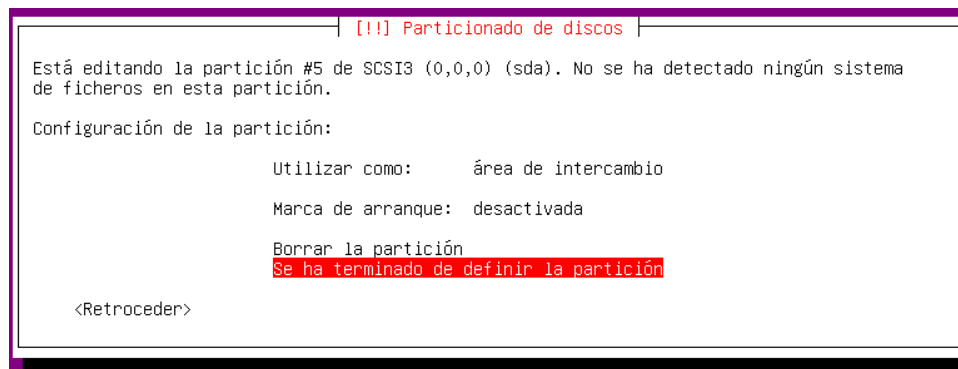 [!!] Particionado de discos
Está editando la partición #5 de SCSI3 (0,0,0) (sda). No se ha detectado ningún sistema
de ficheros en esta partición.
Configuración de la partición:
Utilizar como: área de intercambio
Marca de arranque: desactivada
Borrar la partición
Se ha terminado de definir la partición
<Retroceder>